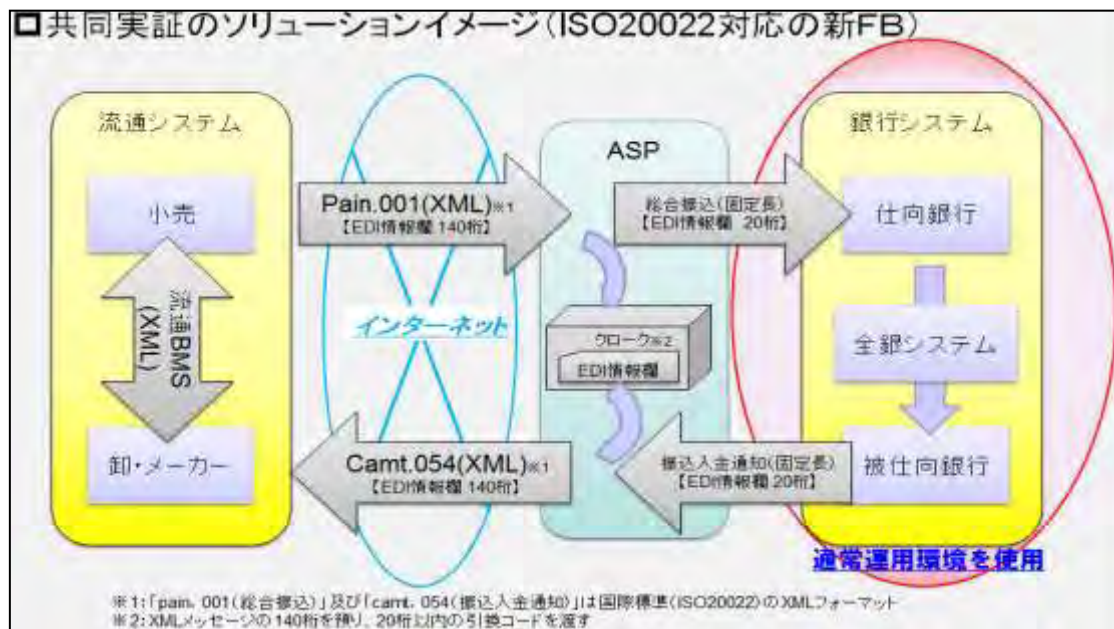 共同実証のソリューションイメージ(ISO20022対応の新FB)
流通システム
小売
流通BMS
(XML)
卸・メーカー
Pain.001(XML)※1
【EDI情報欄 140桁】
インターネット
Camt.054(XML)※1
【EDI情報欄 140桁】
ASP
クローク※2
EDI情報欄
総合振込(固定長)
【EDI情報欄 20桁】
振込入金通知(固定長)
【EDI情報欄 20桁】
銀行システム
仕向銀行
全銀システム
被仕向銀行
通常運用環境を使用
※1:「pain. 001(総合振込)」及び「camt. 054(振込入金通知)」は国際標準(ISO20022)のXMLフォーマット
※2:XMLメッセージの140桁を預り、20桁以内の引換コードを渡す